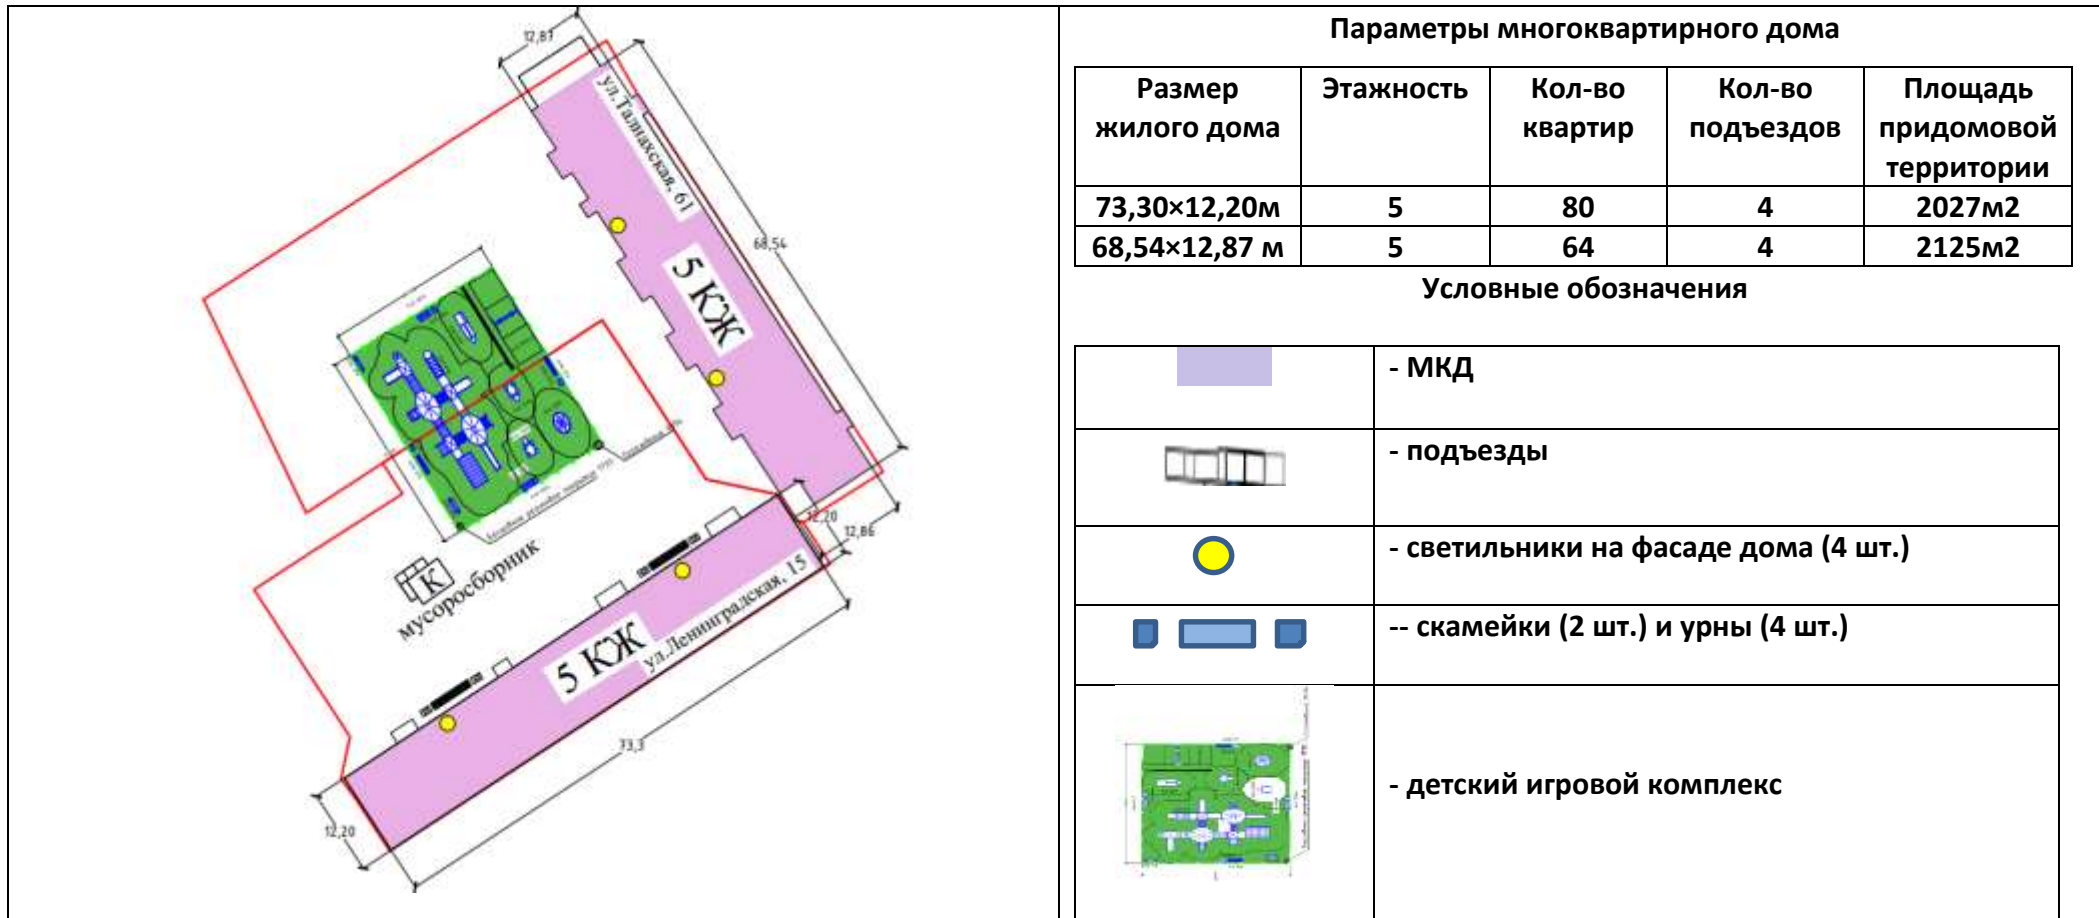 12,87
ул.Талнахская, 61
68,54
5 КЖ
12,20
12,86
К
мусоросборник
ул.Ленинградская, 15
5 КЖ
73,3
12,20
Параметры многоквартирного дома
Размер жилого дома
Этажность
Кол-во квартир
Кол-во подъездов
Площадь придомовой территории
73,30×12,20м 5 80 4 2027м2
68,54×12,87 м 5 64 4 2125м2
Условные обозначения
- МКД
- подъезды
- светильники на фасаде дома (4 шт.)
-- скамейки (2 шт.) и урны (4 шт.)
- детский игровой комплекс